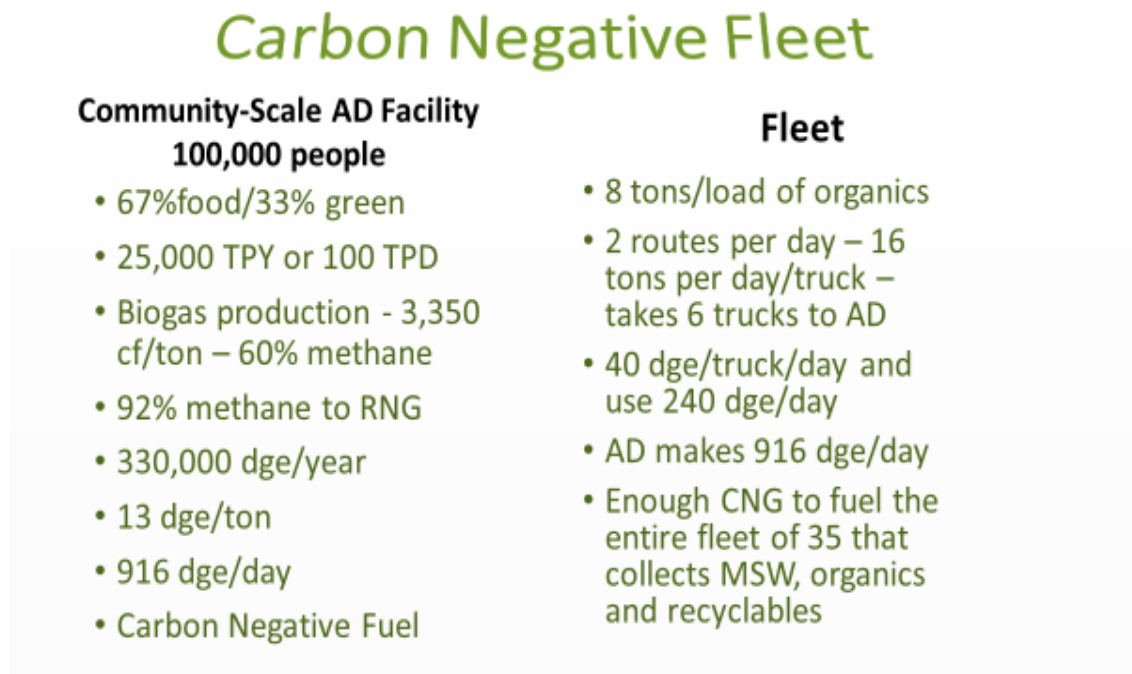 Carbon Negative Fleet
Community-Scale AD Facility
100,000 people
• 67%food/33% green
• 25,000 TPY or 100 TPD
• Biogas production - 3,350
cf/ton – 60% methane
• 92% methane to RNG
• 330,000 dge/year
• 13 dge/ton
• 916 dge/day
• Carbon Negative Fuel
Fleet
• 8 tons/load of organics
• 2 routes per day – 16
tons per day/truck –
takes 6 trucks to AD
• 40 dge/truck/day and
use 240 dge/day
• AD makes 916 dge/day
• Enough CNG to fuel the
entire fleet of 35 that
collects MSW, organics
and recyclables